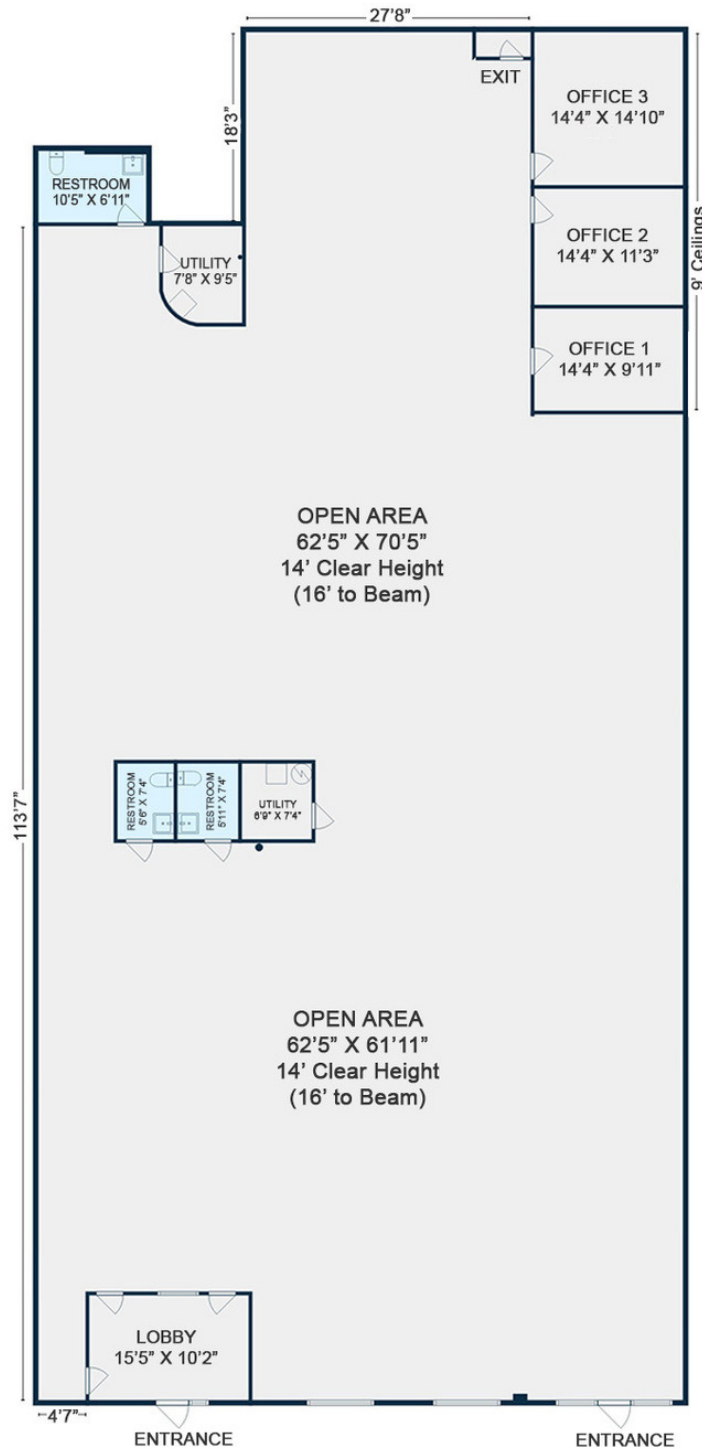 27’8”
EXIT
OFFICE 3
14’4” X 14’10”
18’3”
RESTROOM
10’5” X 6’11”
UTILITY
7’8” X 9’5”
OFFICE 2
14’4” X 11’3”
9’ Ceilings
OFFICE 1
14’4” X 9’11”
OPEN AREA
62’5” X 70’5”
14’ Clear Height
(16’ to Beam)
113’7”
RESTROOM
5’6” X 7’4”
RESTROOM
5’11” X 7’4”
UTILITY
6’9” X 7’4”
OPEN AREA
62’5” X 61’11”
14’ Clear Height
(16’ to Beam)
LOBBY
15’5” X 10’2”
4’7”
ENTRANCE
ENTRANCE